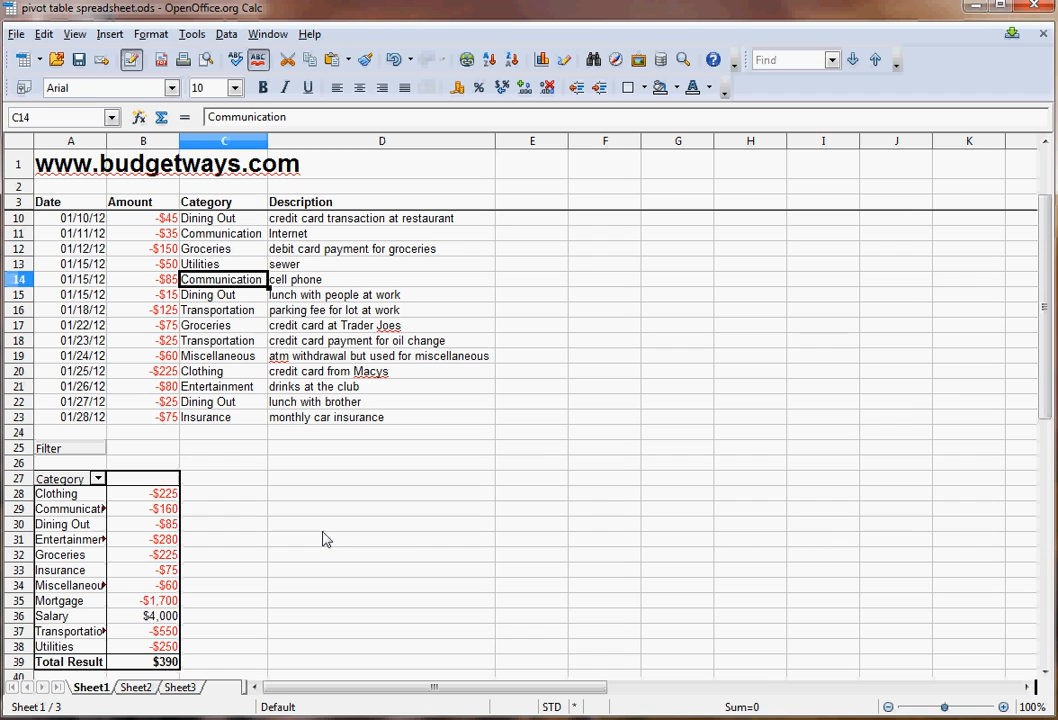 pivot table spreadsheet.ods - OpenOffice.org Calc
File Edit View Insert Format Tools Data Window Help
Find
Arial 10
C14 Communication
A B C D E F G H I J K
1 www.budgetways.com
2
3 Date Amount Category Description
10 01/10/12 -$45 Dining Out credit card transaction at restaurant
11 01/11/12 -$35 Communication Internet
12 01/12/12 -$150 Groceries debit card payment for groceries
13 01/15/12 -$50 Utilities sewer
14 01/15/12 -$85 Communication cell phone
15 01/15/12 -$15 Dining Out lunch with people at work
16 01/18/12 -$125 Transportation parking fee for lot at work
17 01/22/12 -$75 Groceries credit card at Trader Joes
18 01/23/12 -$25 Transportation credit card payment for oil change
19 01/24/12 -$60 Miscellaneous atm withdrawal but used for miscellaneous
20 01/25/12 -$225 Clothing credit card from Macys
21 01/26/12 -$80 Entertainment drinks at the club
22 01/27/12 -$25 Dining Out lunch with brother
23 01/28/12 -$75 Insurance monthly car insurance
24
25 Filter
26
27 Category
28 Clothing -$225
29 Communicat -$160
30 Dining Out -$85
31 Entertainmer -$280
32 Groceries -$225
33 Insurance -$75
34 Miscellaneou -$60
35 Mortgage -$1,700
36 Salary $4,000
37 Transportatio -$550
38 Utilities -$250
39 Total Result $390
40
Sheet1 Sheet2 Sheet3
Sheet 1 / 3 Default STD * Sum=0 100%